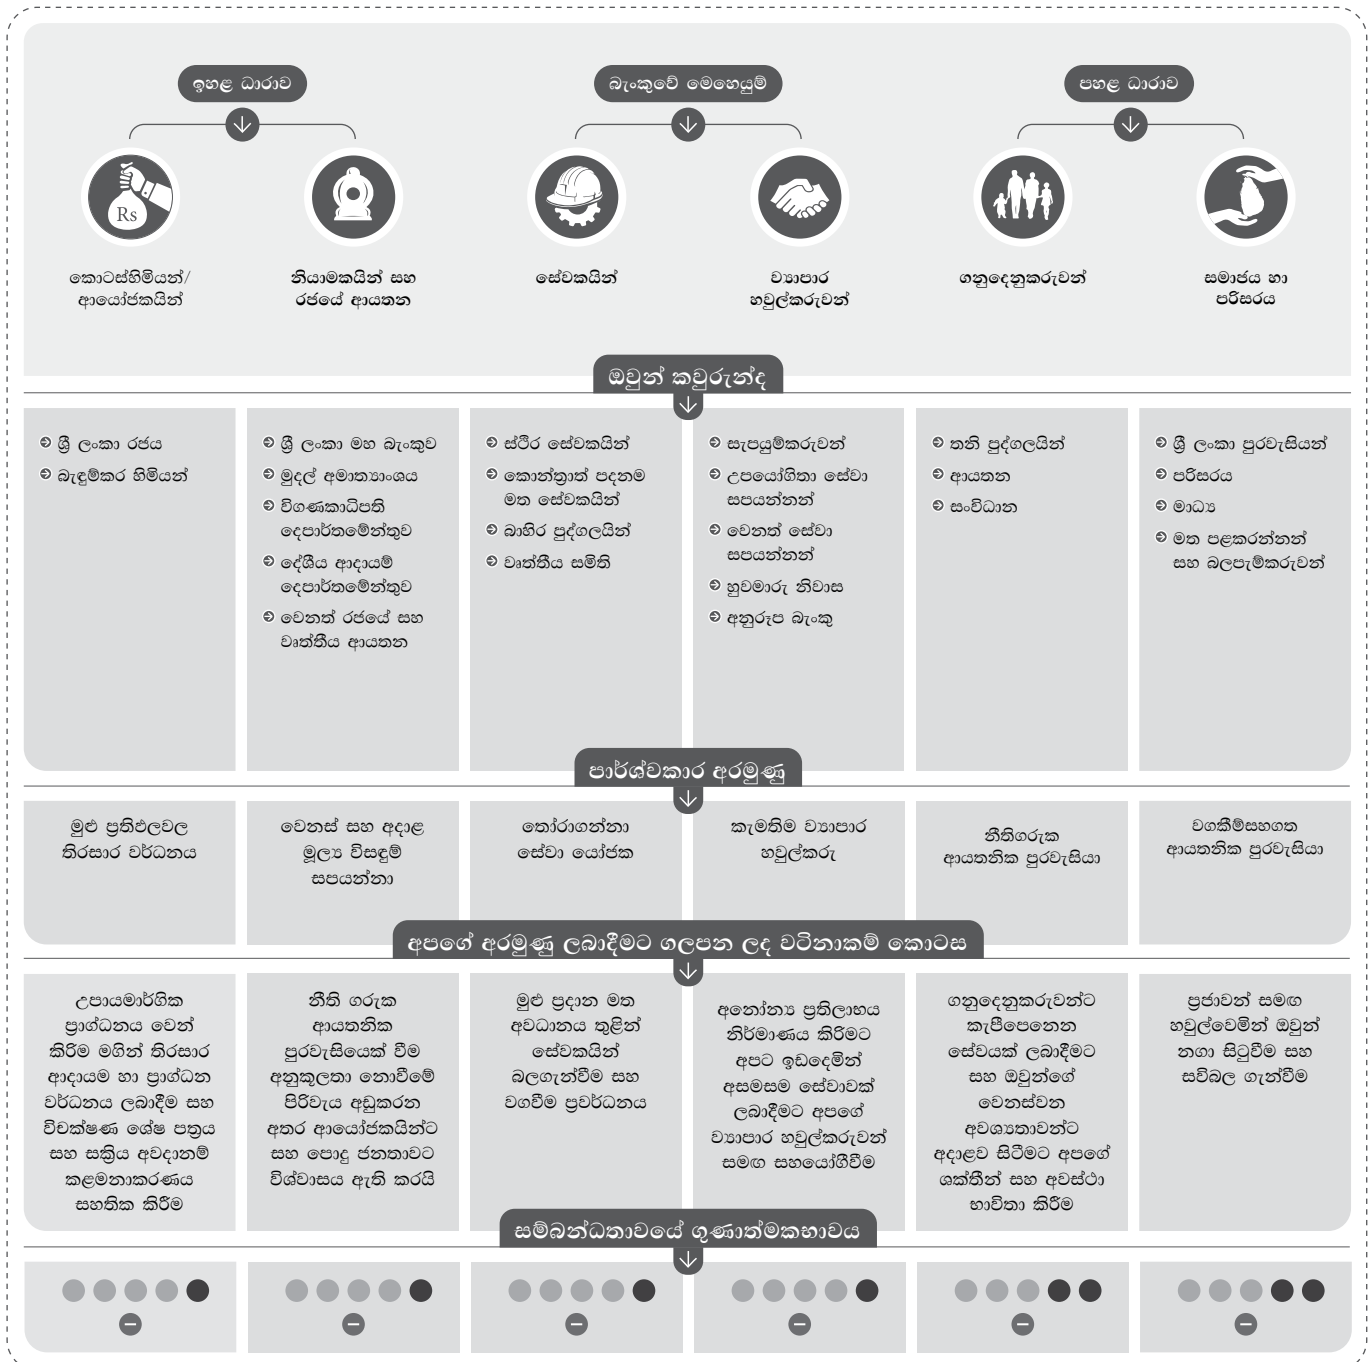 ඉහළ ධාරාව
බැංකුවේ මෙහෙයුම්
පහළ ධාරාව
Rs
කොටස්හිමියන්/
ආයෝජකයින්
නියාමකයින් සහ
රජයේ ආයතන
සේවකයින්
ව්‍යාපාර
හවුල්කරුවන්
ගනුදෙනුකරුවන්
සමාජය හා
පරිසරය
ඔවුන් කවුරුන්ද
ශ්‍රී ලංකා රජය
බැඳුම්කර හිමියන්
ශ්‍රී ලංකා මහ බැංකුව
මුදල් අමාත්‍යාංශය
විගණකාධිපති
දෙපාර්තමේන්තුව
දේශීය ආදායම්
දෙපාර්තමේන්තුව
වෙනත් රජයේ සහ
වෘත්තීය ආයතන
ස්ථිර සේවකයින්
කොන්ත්‍රාත් පදනම
මත සේවකයින්
බාහිර පුද්ගලයින්
වෘත්තීය සමිති
සැපයුම්කරුවන්
උපයෝගිතා සේවා
සපයන්නන්
වෙනත් සේවා
සපයන්නන්
හුවමාරු නිවාස
අනුරූප බැංකු
තනි පුද්ගලයින්
ආයතන
සංවිධාන
ශ්‍රී ලංකා පුරවැසියන්
පරිසරය
මාධ්‍ය
මත පළකරන්නන්
සහ බලපෑම්කරුවන්
පාර්ශ්වකාර අරමුණු
මුළු ප්‍රතිඵලවල
තිරසාර වර්ධනය
වෙනස් සහ අදාළ
මූල්‍ය විසඳුම්
සපයන්නා
තෝරාගන්නා
සේවා යෝජක
කැමතිම ව්‍යාපාර
හවුල්කරු
නීතිගරුක
ආයතනික පුරවැසියා
වගකීම්සහගත
ආයතනික පුරවැසියා
අපගේ අරමුණු ලබාදීමට ගලපන ලද වටිනාකම් කොටස
උපායමාර්ගික
ප්‍රාග්ධනය වෙන්
කිරීම මගින් තිරසාර
ආදායම හා ප්‍රාග්ධන
වර්ධනය ලබාදීම සහ
විචක්ෂණ ශේෂ පත්‍රය
සහ සක්‍රිය අවදානම්
කළමනාකරණය
සහතික කිරීම
නීති ගරුක
ආයතනික
පුරවැසියෙක් වීම
අනුකූලතා නොවීමේ
පිරිවැය අඩුකරන
අතර ආයෝජකයින්ට
සහ පොදු ජනතාවට
විශ්වාසය ඇති කරයි
මුළු ප්‍රදාන මත
අවධානය තුළින්
සේවකයින්
බලගැන්වීම සහ
වගවීම ප්‍රවර්ධනය
අනෝන්‍ය ප්‍රතිලාභය
නිර්මාණය කිරීමට
අපට ඉඩදෙමින්
අසමසම සේවාවක්
ලබාදීමට අපගේ
ව්‍යාපාර හවුල්කරුවන්
සමඟ සහයෝගීවීම
ගනුදෙනුකරුවන්ට
කැපීපෙනෙන
සේවයක් ලබාදීමට
සහ ඔවුන්ගේ
වෙනස්වන
අවශ්‍යතාවන්ට
අදාළව සිටීමට අපගේ
ශක්තීන් සහ අවස්ථා
භාවිතා කිරීම
ප්‍රජාවන් සමඟ
හවුල්වෙමින් ඔවුන්
නගා සිටුවීම සහ
සවිබල ගැන්වීම
සම්බන්ධතාවයේ ගුණාත්මකභාවය